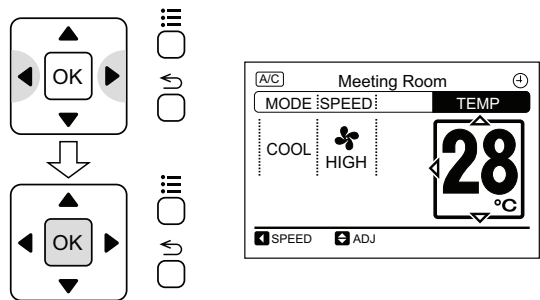 OK
OK
A/C Meeting Room
MODE SPEED TEMP
COOL HIGH 28 °C
SPEED ADJ